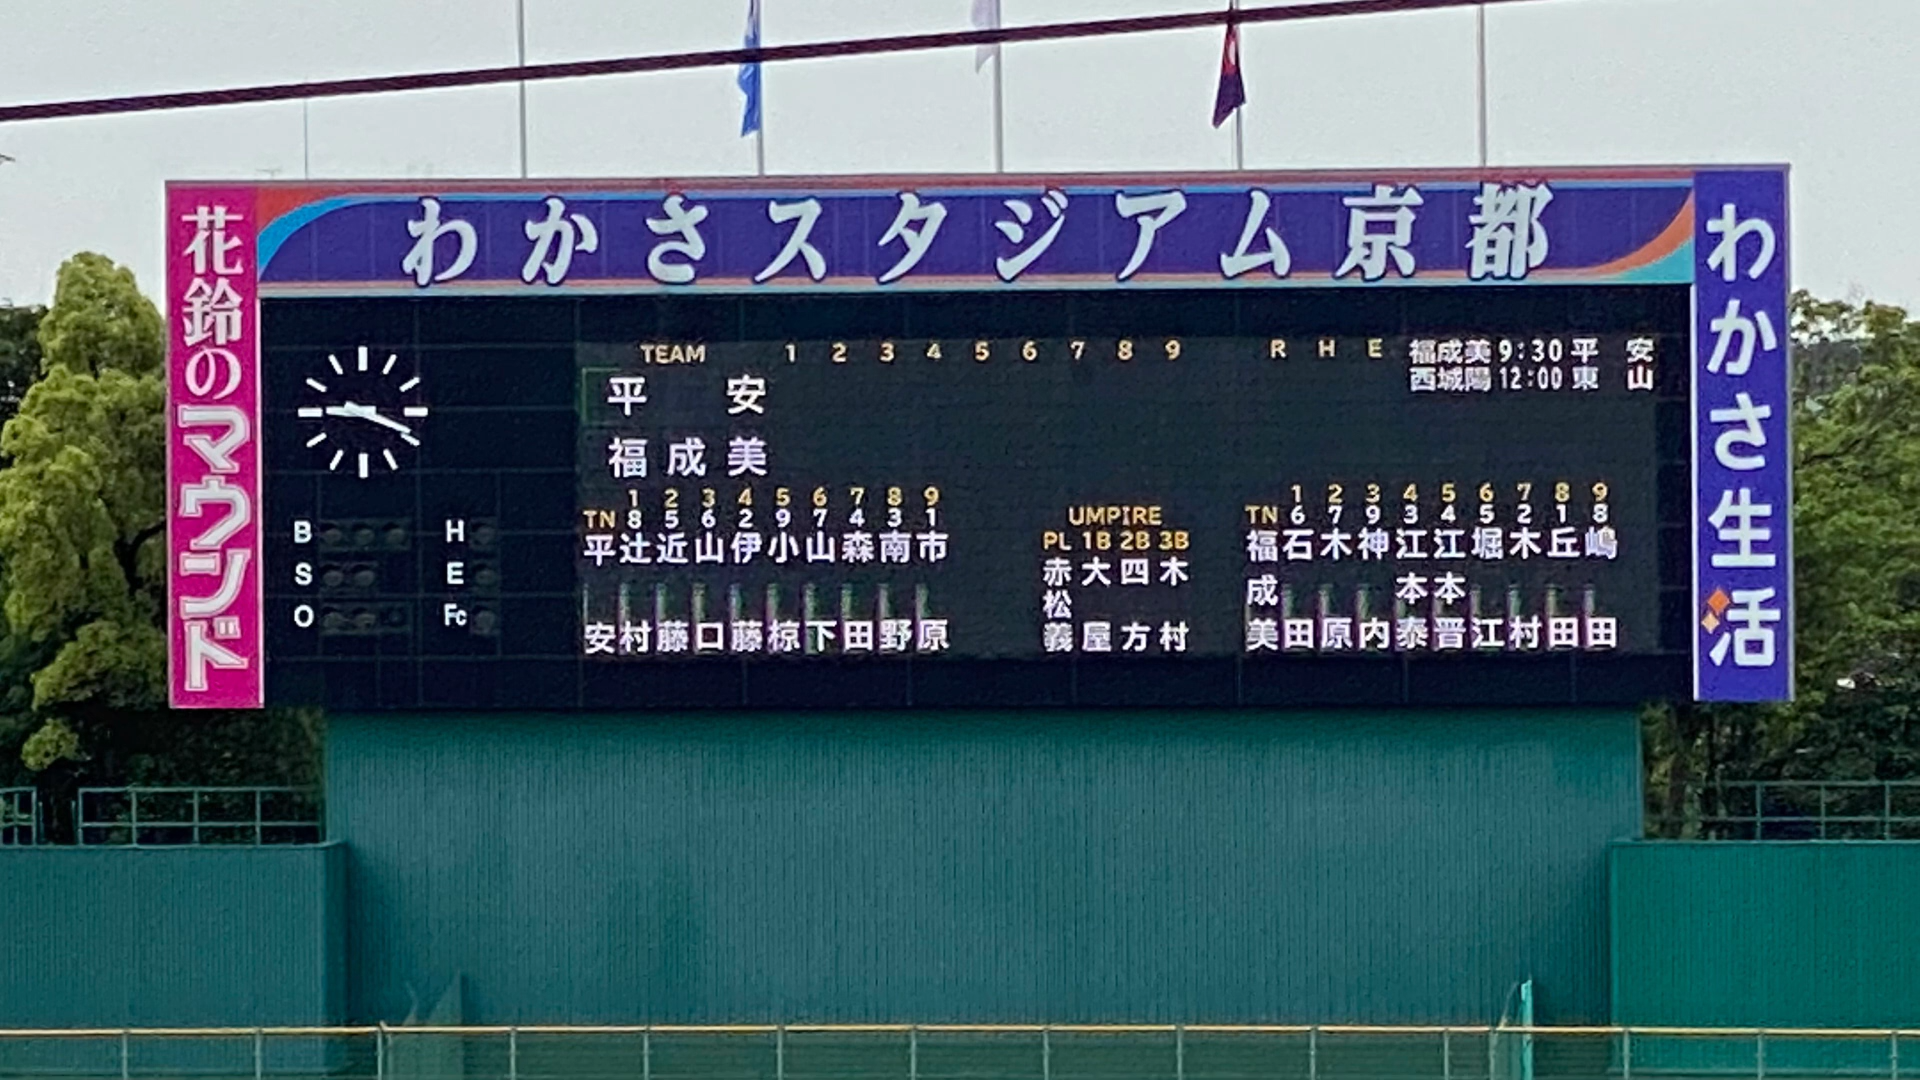 わかさスタジアム京都
花鈴のマウンド
わかさ生活
TEAM 1 2 3 4 5 6 7 8 9 R H E
福成美 9:30 平安
西城陽 12:00 東山
平安
福成美
B H
S E
O Fc
1 2 3 4 5 6 7 8 9
TN 8 5 6 2 9 7 4 3 1
平安 辻村 近藤 山口 伊藤 小椋 山下 森田 南野 市原
UMPIRE
PL 1B 2B 3B
赤松義 大屋 四方 木村
1 2 3 4 5 6 7 8 9
TN 6 7 9 3 4 5 2 1 8
福成美 石田 木原 神内 江本泰 江本晋 堀江 木村 丘田 嶋田